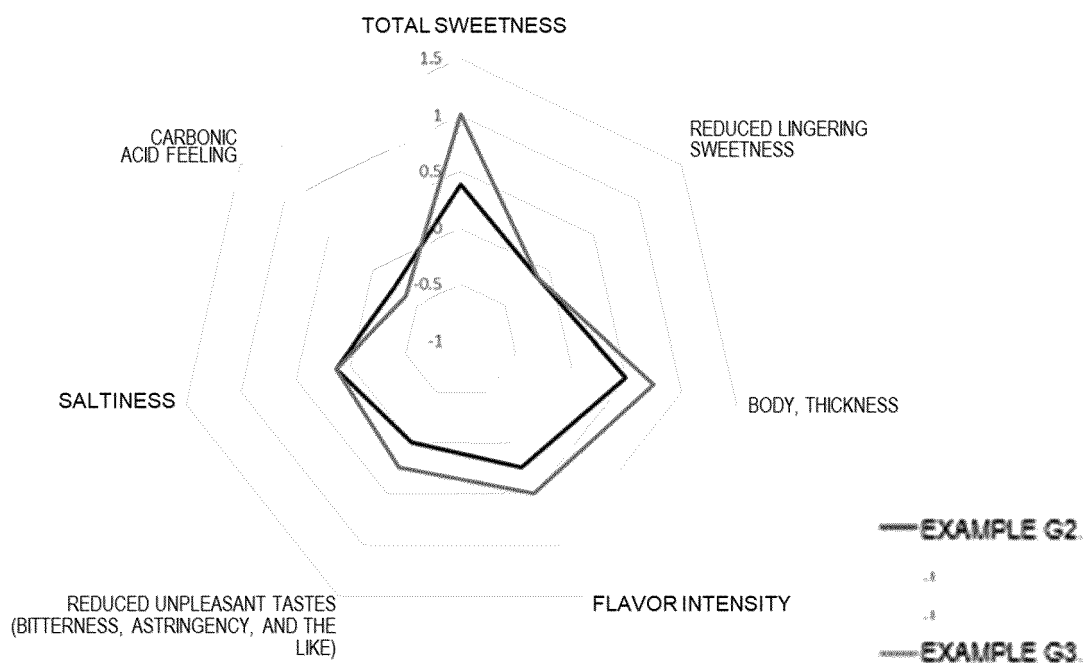 TOTAL SWEETNESS
1.5
1
0.5
0
-0.5
-1
CARBONIC
ACID FEELING
REDUCED LINGERING
SWEETNESS
SALTINESS
BODY, THICKNESS
REDUCED UNPLEASANT TASTES
(BITTERNESS, ASTRINGENCY, AND THE
LIKE)
FLAVOR INTENSITY
EXAMPLE G2.
EXAMPLE G3.